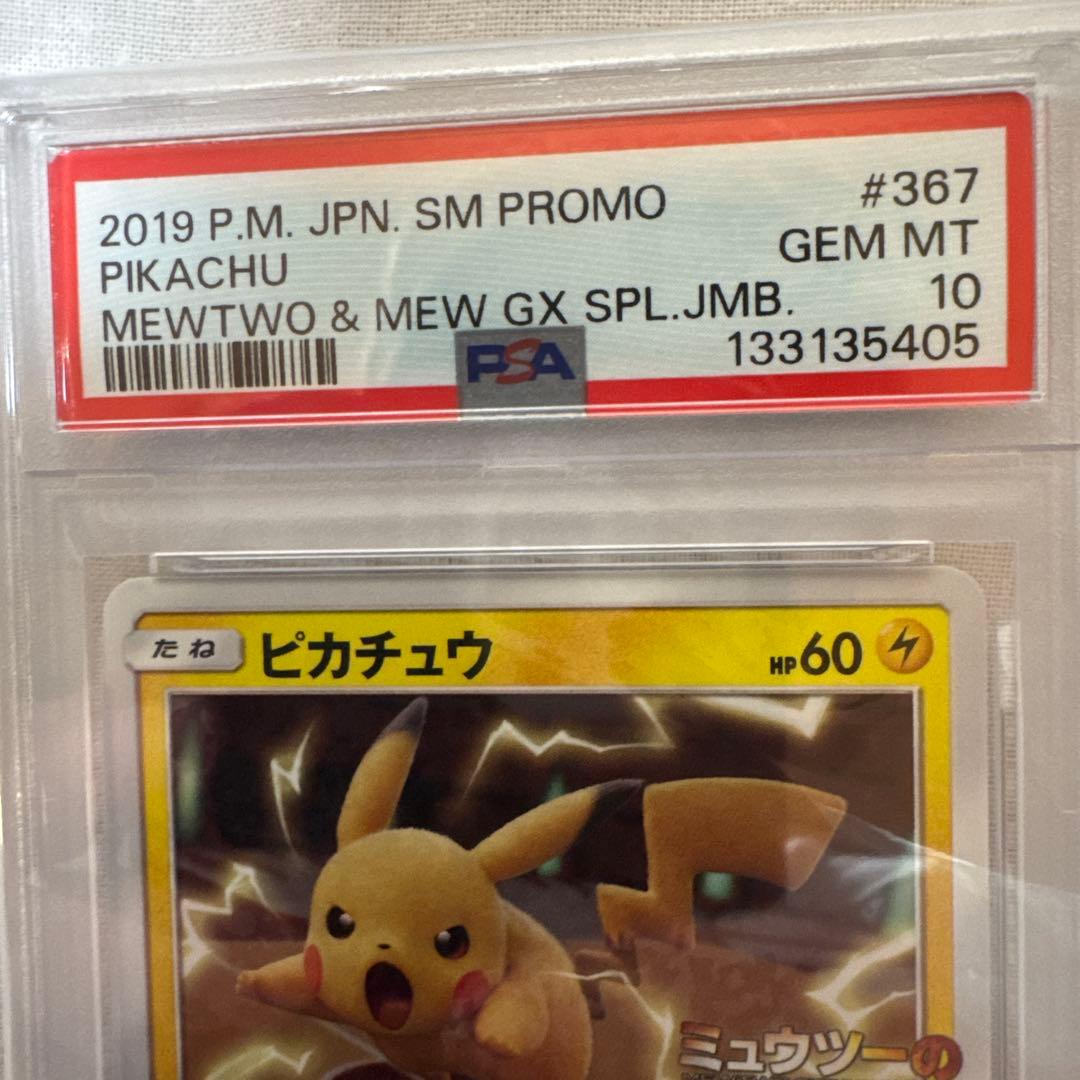 2019 P.M. JPN. SM PROMO #367
PIKACHU GEM MT
MEWTWO & MEW GX SPL.JMB. 10
PSA 133135405
たね ピカチュウ HP60
ミュウツーの